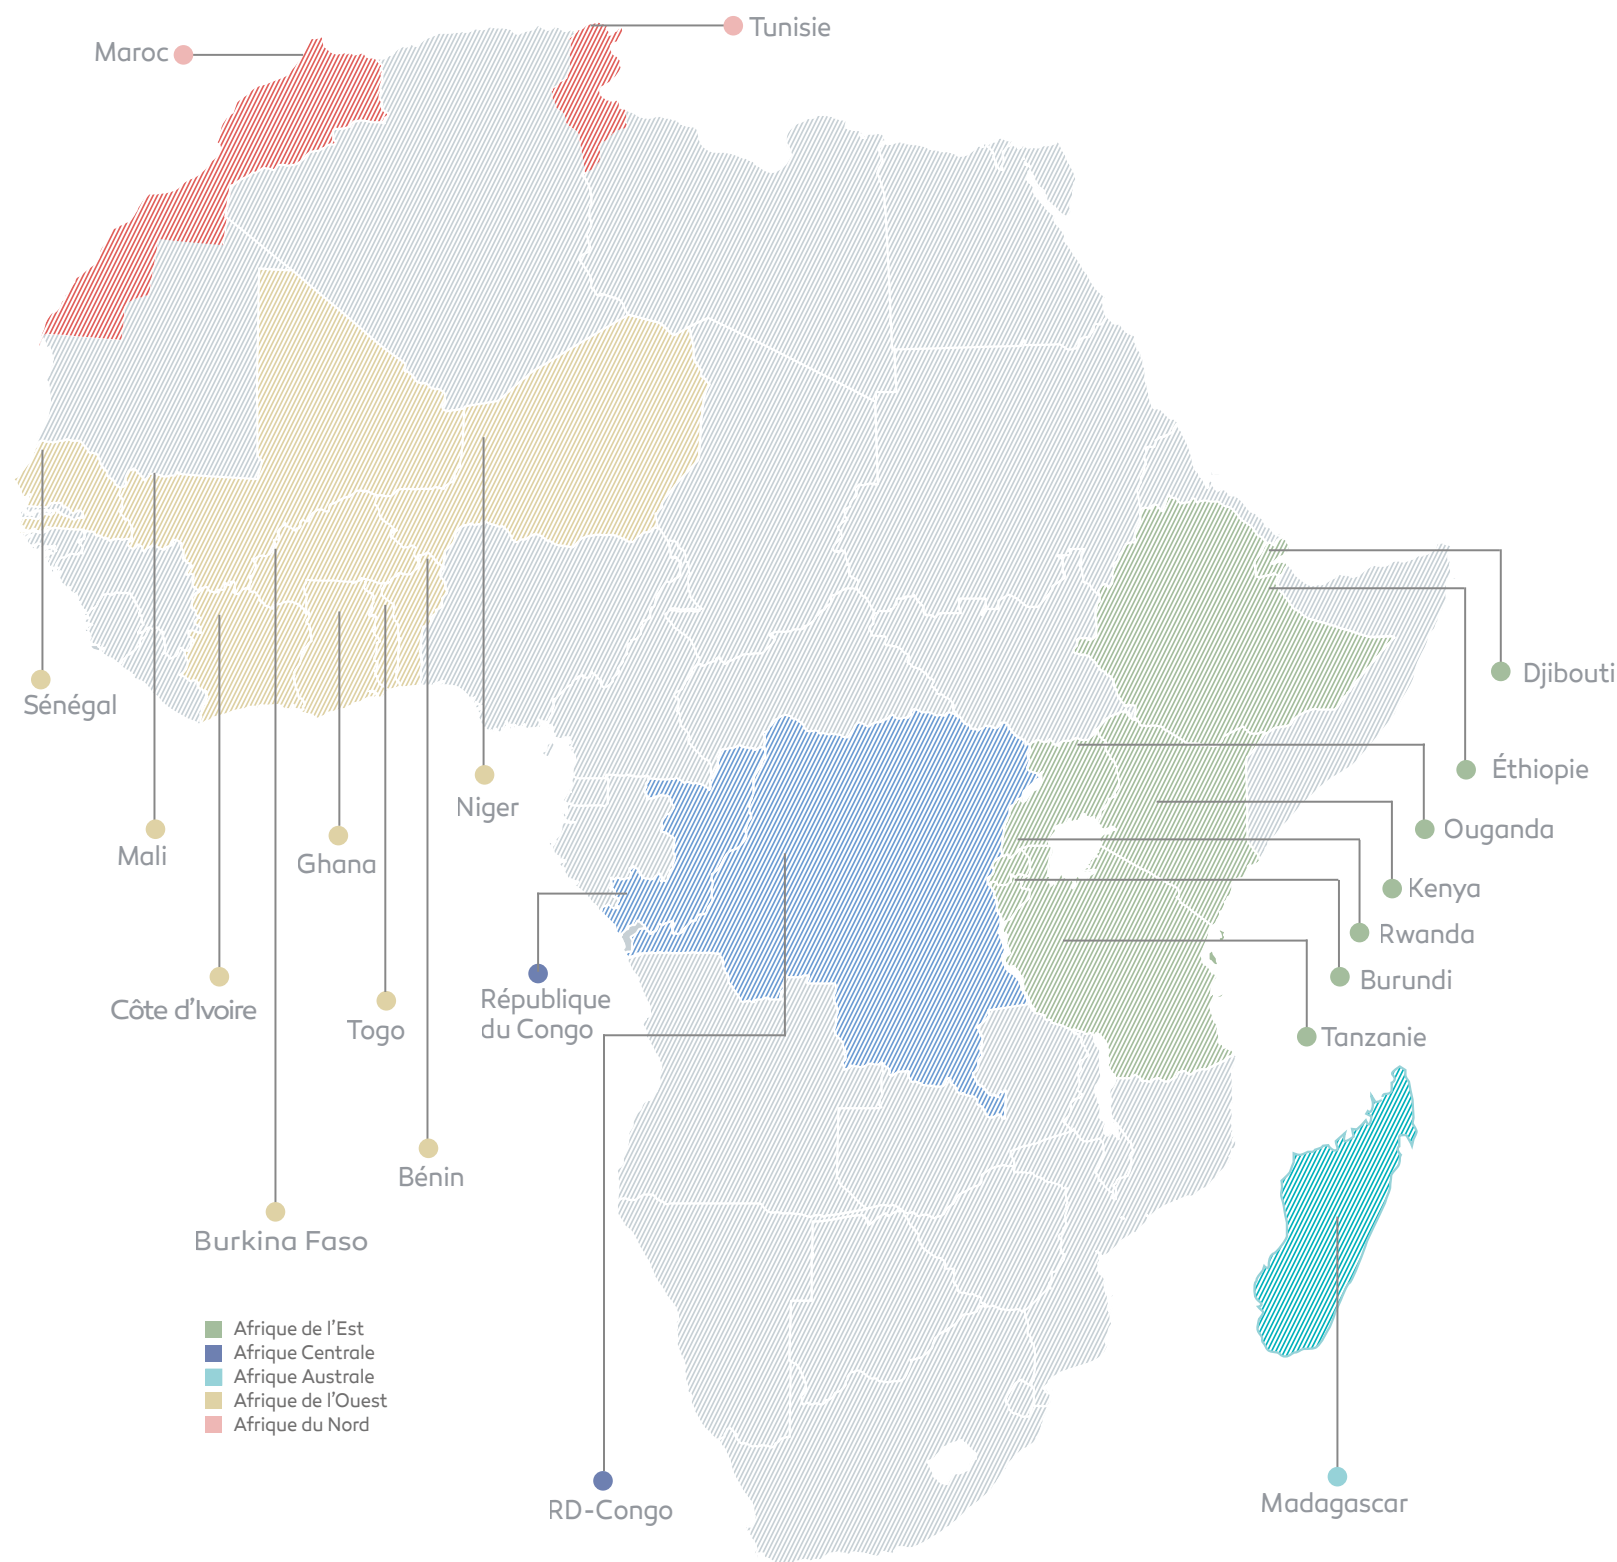 Tunisie
Maroc
Djibouti
Sénégal
Éthiopie
Niger
Ouganda
Mali
Ghana
Kenya
Rwanda
Burundi
République
du Congo
Côte d'Ivoire
Togo
Tanzanie
Bénin
Burkina Faso
Afrique de l'Est
Afrique Centrale
Afrique Australe
Afrique de l'Ouest
Afrique du Nord
RD-Congo
Madagascar